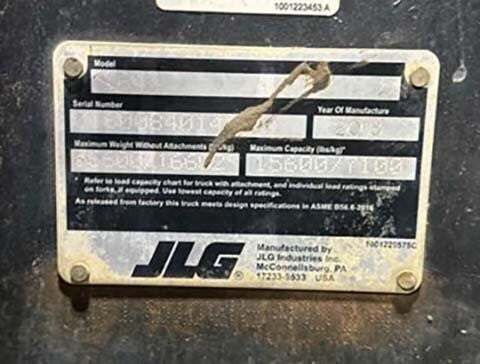 1001223453 A
Model
Serial Number
Year Of Manufacture
Maximum Weight Without Attachments
Maximum Capacity (lbs/kg)*
15600/7100
* Refer to load capacity chart for truck with attachment, and individual load ratings stamped
on forks, if equipped. Use lowest capacity of all ratings.
As released from factory this truck meets design specifications in ASME B56.6-2016
1001229575C
JLG®
Manufactured by
JLG Industries Inc.
McConnellsburg, PA
17233-9533 USA